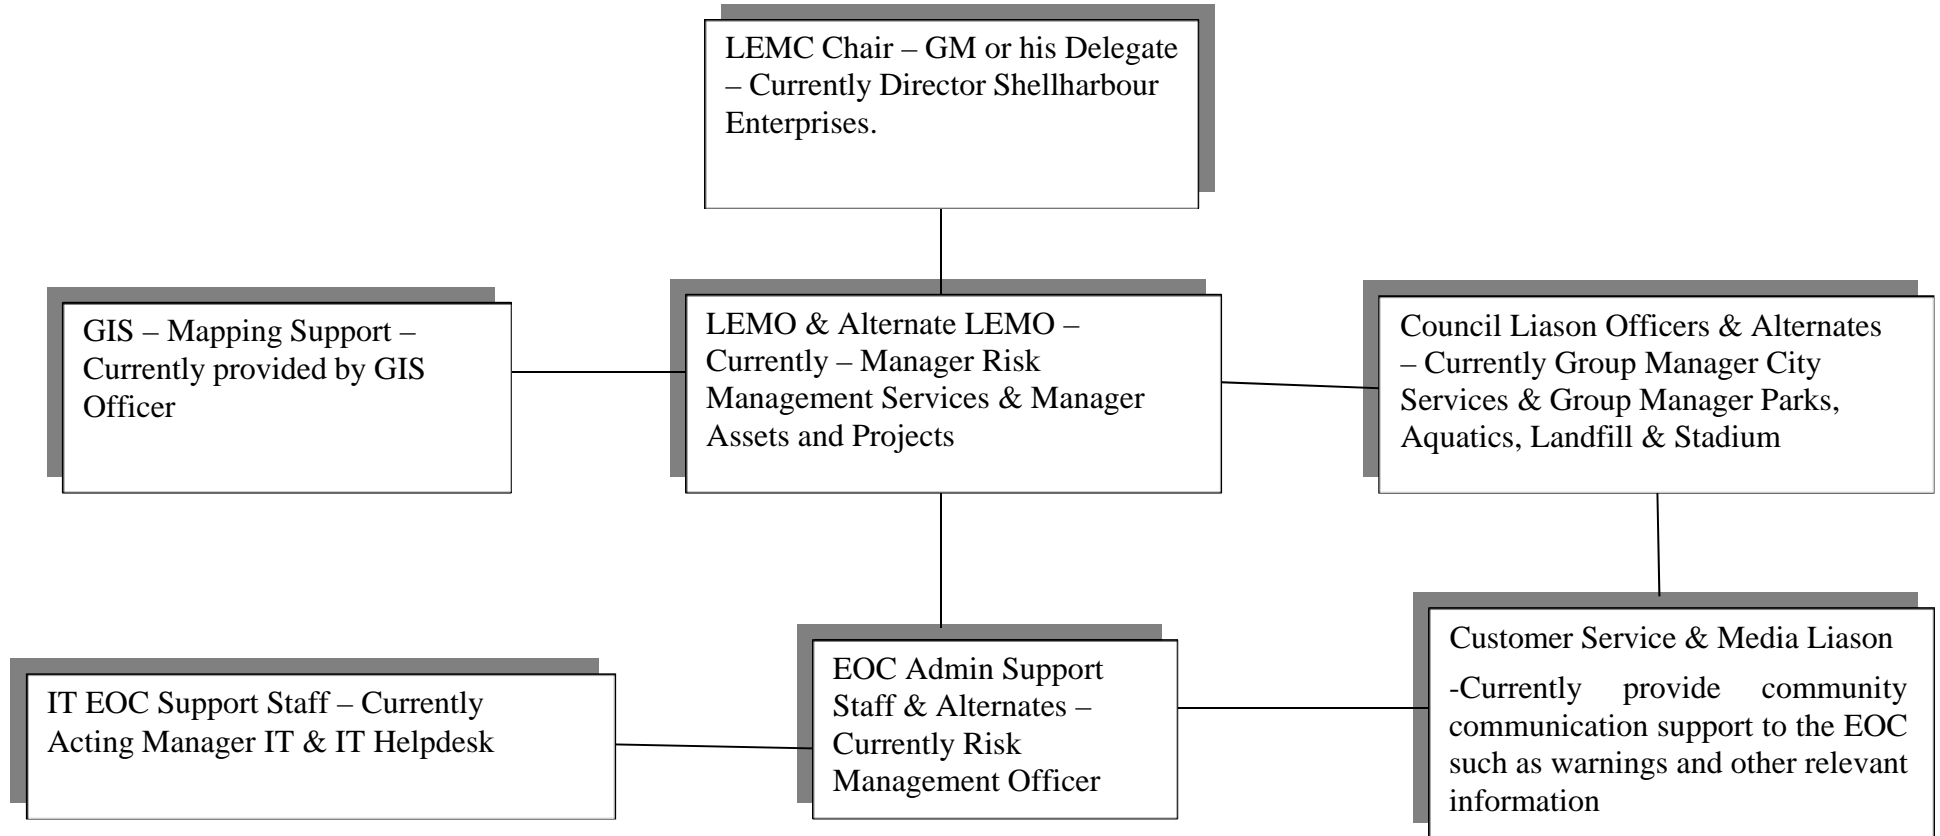 LEMC Chair – GM or his Delegate
– Currently Director Shellharbour
Enterprises.
GIS – Mapping Support –
Currently provided by GIS
Officer
LEMO & Alternate LEMO –
Currently – Manager Risk
Management Services & Manager
Assets and Projects
Council Liason Officers & Alternates
– Currently Group Manager City
Services & Group Manager Parks,
Aquatics, Landfill & Stadium
IT EOC Support Staff – Currently
Acting Manager IT & IT Helpdesk
EOC Admin Support
Staff & Alternates –
Currently Risk
Management Officer
Customer Service & Media Liason
-Currently provide community
communication support to the EOC
such as warnings and other relevant
information